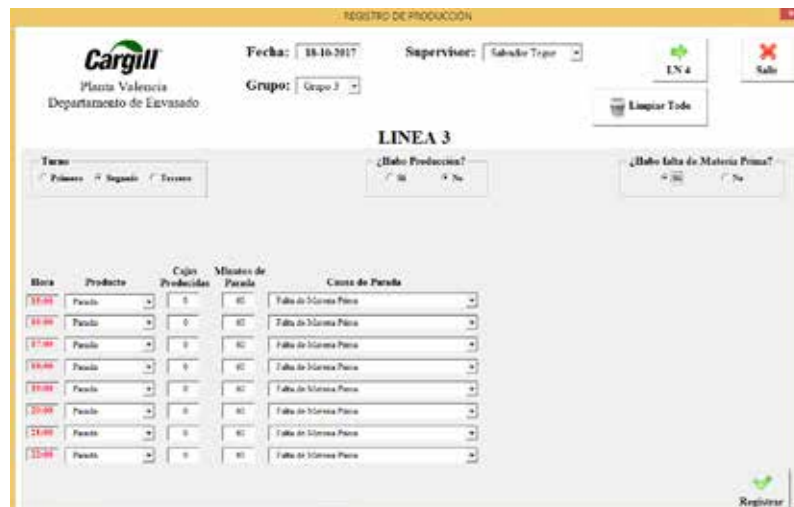 REGISTRO DE PRODUCCIÓN
Cargill
Planta Valencia
Departamento de Envasado
Fecha: 18-10-2017
Supervisor: Salvador
Grupo: Grupo 3
LN 4
Salir
Limpiar Todo
LINEA 3
Turno
Primero Segundo Tercero
¿Hubo Producción?
Si No
¿Hubo falta de Materia Prima?
Si No
Hora Producto Cajas Producidas Minutos de Parada Causa de Parada
15:00 Parada 0 60 Falta de Materia Prima
16:00 Parada 0 60 Falta de Materia Prima
17:00 Parada 0 60 Falta de Materia Prima
18:00 Parada 0 60 Falta de Materia Prima
19:00 Parada 0 60 Falta de Materia Prima
20:00 Parada 0 60 Falta de Materia Prima
21:00 Parada 0 60 Falta de Materia Prima
22:00 Parada 0 60 Falta de Materia Prima
Registrar